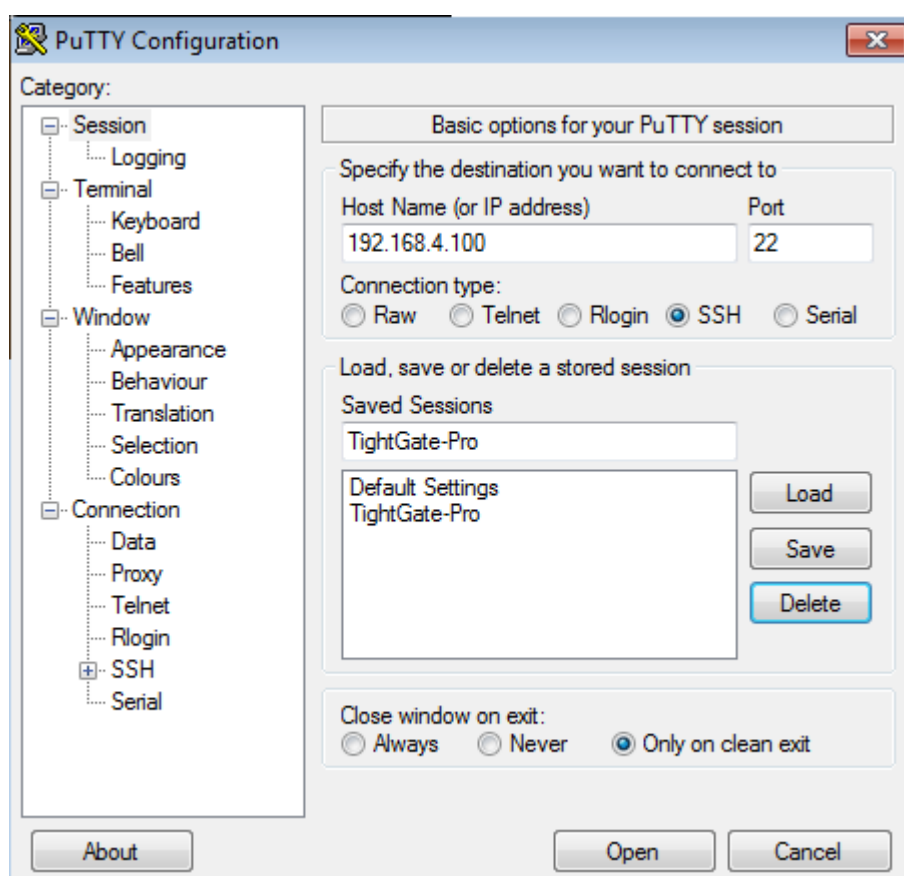 PuTTY Configuration
Category:
Session
Logging
Terminal
Keyboard
Bell
Features
Window
Appearance
Behaviour
Translation
Selection
Colours
Connection
Data
Proxy
Telnet
Rlogin
SSH
Serial
Basic options for your PuTTY session
Specify the destination you want to connect to
Host Name (or IP address) Port
192.168.4.100 22
Connection type:
Raw Telnet Rlogin SSH Serial
Load, save or delete a stored session
Saved Sessions
TightGate-Pro
Default Settings
TightGate-Pro
Load
Save
Delete
Close window on exit:
Always Never Only on clean exit
About Open Cancel